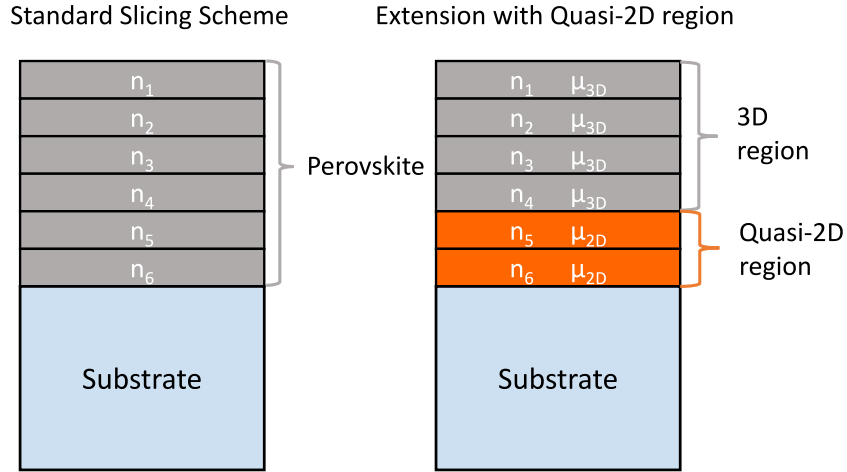 Standard Slicing Scheme
n₁
n₂
n₃
n₄
n₅
n₆
Perovskite
Substrate
Extension with Quasi-2D region
n₁ μ₃D
n₂ μ₃D
n₃ μ₃D
n₄ μ₃D
n₅ μ₂D
n₆ μ₂D
3D
region
Quasi-2D
region
Substrate